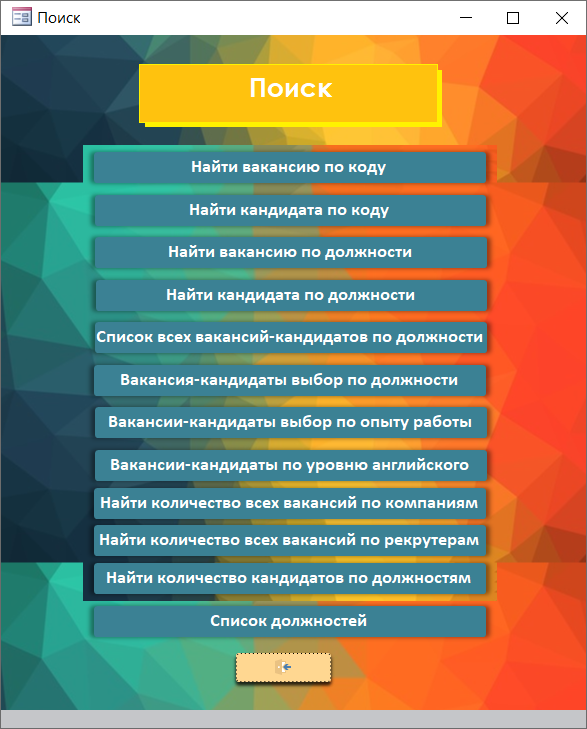 Поиск
Поиск
Найти вакансию по коду
Найти кандидата по коду
Найти вакансию по должности
Найти кандидата по должности
Список всех вакансий-кандидатов по должности
Вакансия-кандидаты выбор по должности
Вакансии-кандидаты выбор по опыту работы
Вакансии-кандидаты по уровню английского
Найти количество всех вакансий по компаниям
Найти количество всех вакансий по рекрутерам
Найти количество кандидатов по должностям
Список должностей